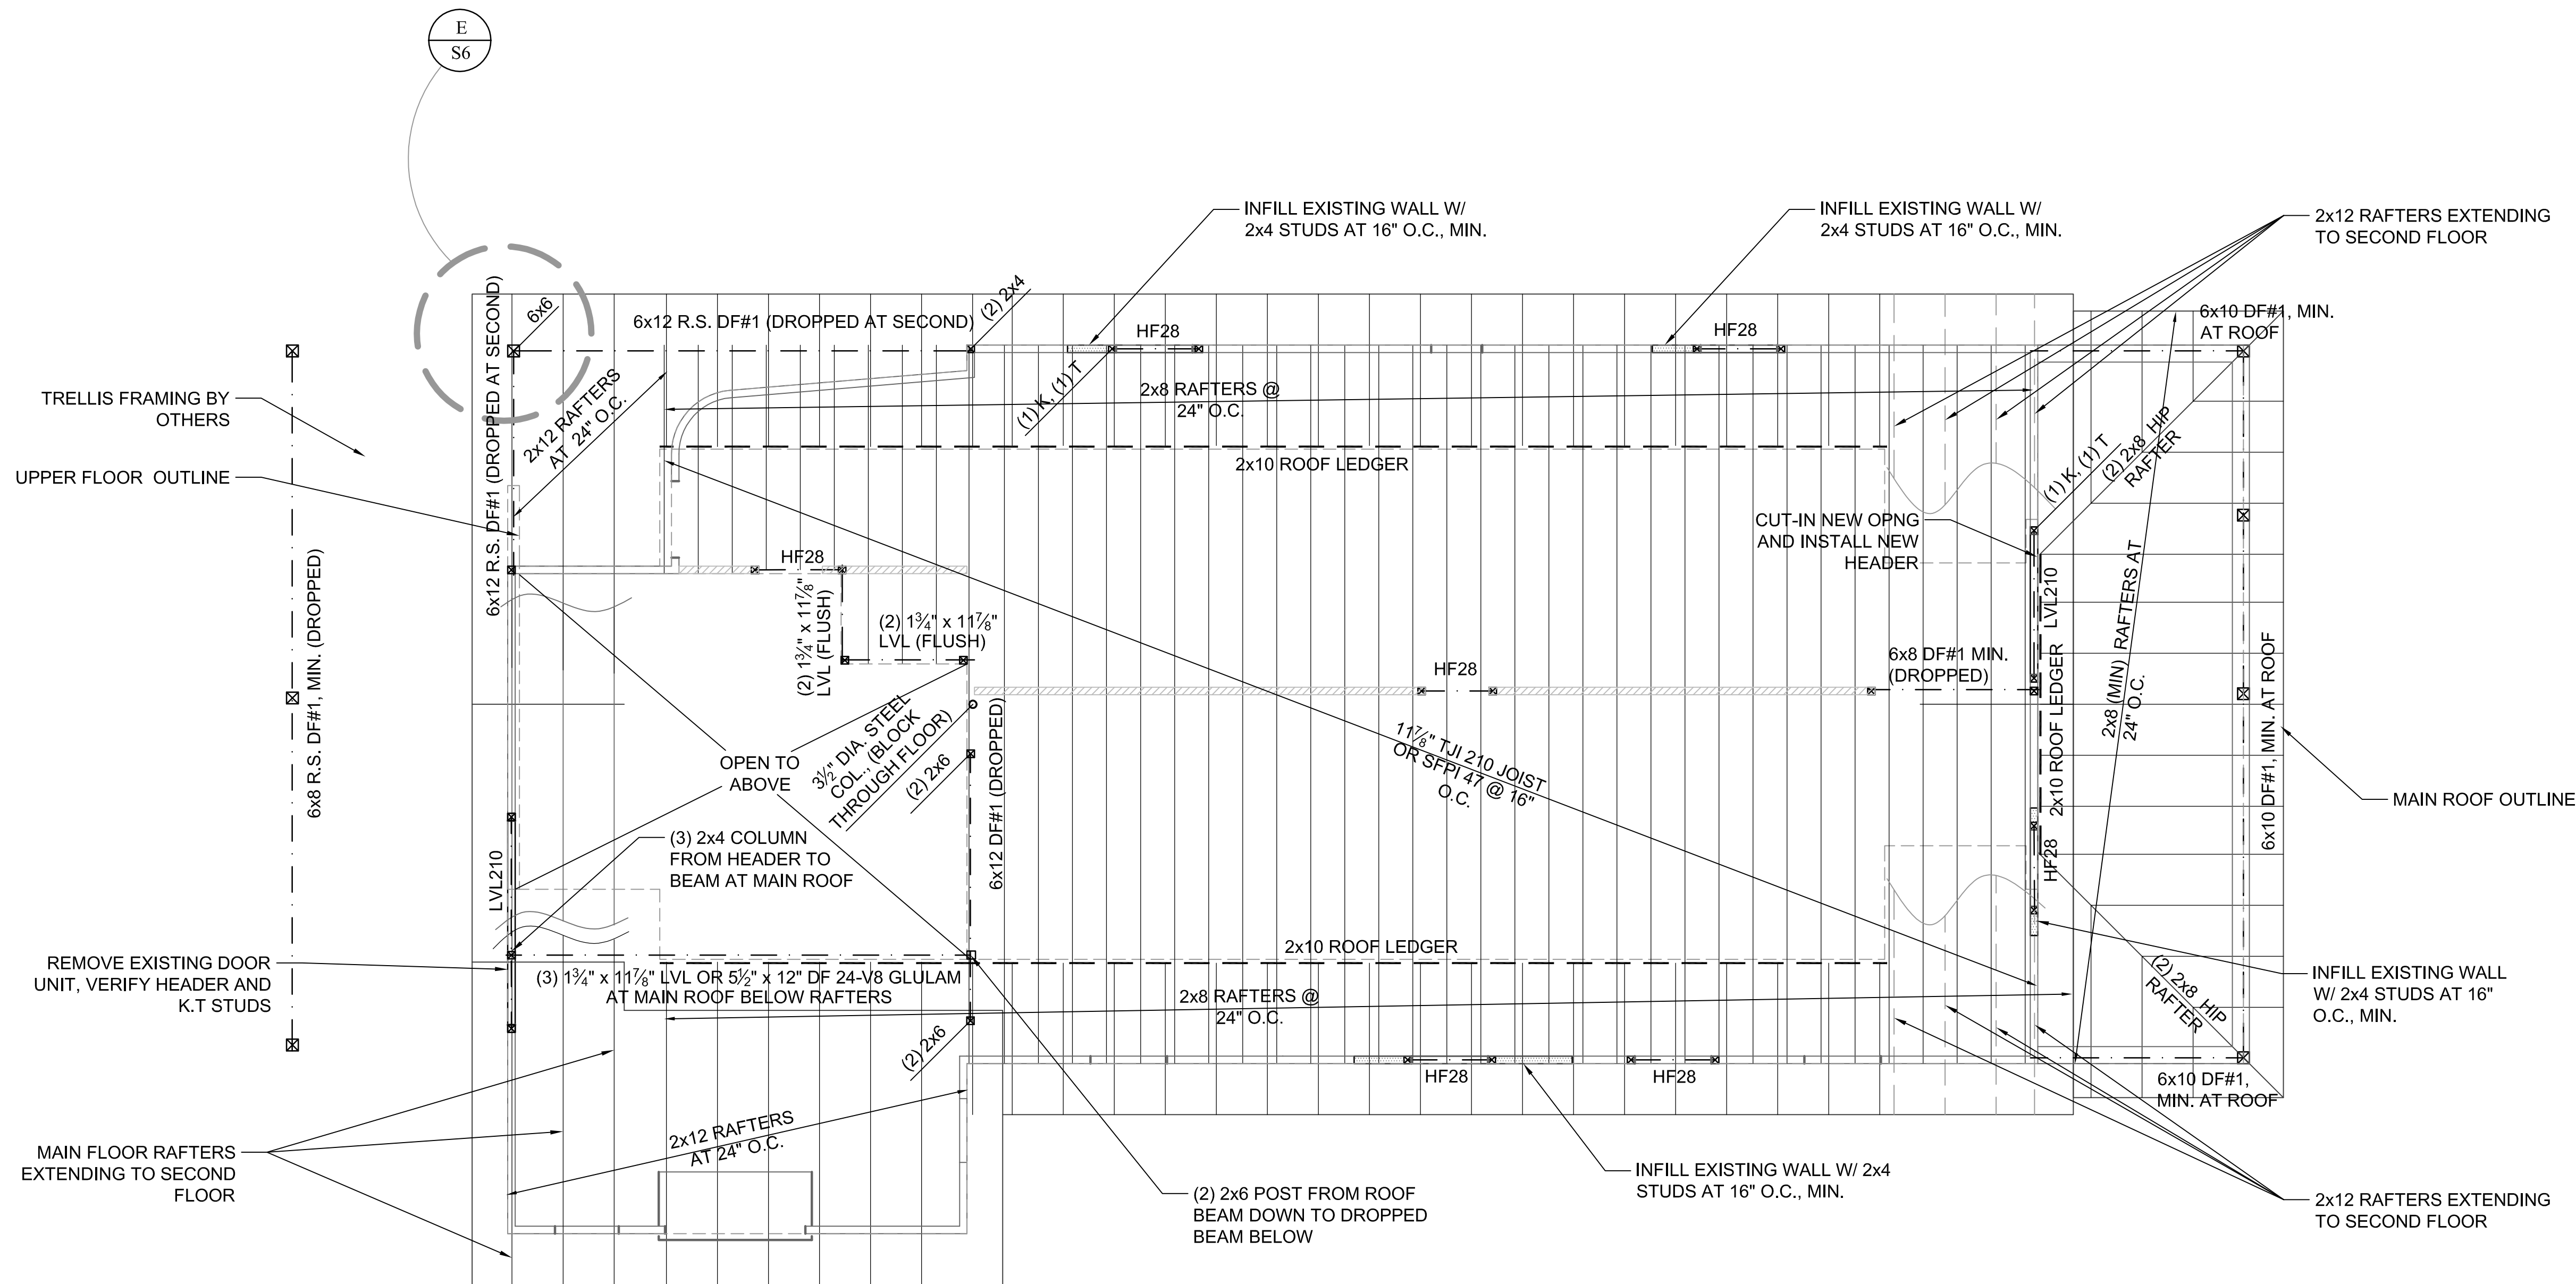 E
S6
INFILL EXISTING WALL W/
2x4 STUDS AT 16" O.C., MIN.
INFILL EXISTING WALL W/
2x4 STUDS AT 16" O.C., MIN.
2x12 RAFTERS EXTENDING
TO SECOND FLOOR
6x12 R.S. DF#1 (DROPPED AT SECOND)
6x6
6x12 R.S. DF#1 (DROPPED AT SECOND)
(2) 2x4
HF28
HF28
6x10 DF#1, MIN.
AT ROOF
TRELLIS FRAMING BY
OTHERS
2x12 RAFTERS
AT 24" O.C.
(1) K, (1) T
2x8 RAFTERS @
24" O.C.
2x10 ROOF LEDGER
(1) K, (1) T
(2) 2x8 HIP
RAFTER
UPPER FLOOR OUTLINE
CUT-IN NEW OPNG
AND INSTALL NEW
HEADER
HF28
(2) 1¾" x 11⅞"
LVL (FLUSH)
(2) 1¾" x 11⅞"
LVL (FLUSH)
6x8 R.S. DF#1, MIN. (DROPPED)
HF28
6x8 DF#1 MIN.
(DROPPED)
LVL210
2x10 ROOF LEDGER
2x8 (MIN) RAFTERS AT
24" O.C.
6x10 DF#1, MIN. AT ROOF
3½" DIA. STEEL
COL., (BLOCK
THROUGH FLOOR)
(2) 2x6
6x12 DF#1 (DROPPED)
11⅞" TJI 210 JOIST
OR SFPI 47 @ 16"
O.C.
OPEN TO
ABOVE
MAIN ROOF OUTLINE
(3) 2x4 COLUMN
FROM HEADER TO
BEAM AT MAIN ROOF
LVL210
HF28
REMOVE EXISTING DOOR
UNIT, VERIFY HEADER AND
K.T STUDS
2x10 ROOF LEDGER
(3) 1¾" x 11⅞" LVL OR 5½" x 12" DF 24-V8 GLULAM
AT MAIN ROOF BELOW RAFTERS
2x8 RAFTERS @
24" O.C.
(2) 2x8 HIP
RAFTER
INFILL EXISTING WALL
W/ 2x4 STUDS AT 16"
O.C., MIN.
(2) 2x6
HF28
HF28
6x10 DF#1,
MIN. AT ROOF
MAIN FLOOR RAFTERS
EXTENDING TO SECOND
FLOOR
2x12 RAFTERS
AT 24" O.C.
(2) 2x6 POST FROM ROOF
BEAM DOWN TO DROPPED
BEAM BELOW
INFILL EXISTING WALL W/ 2x4
STUDS AT 16" O.C., MIN.
2x12 RAFTERS EXTENDING
TO SECOND FLOOR